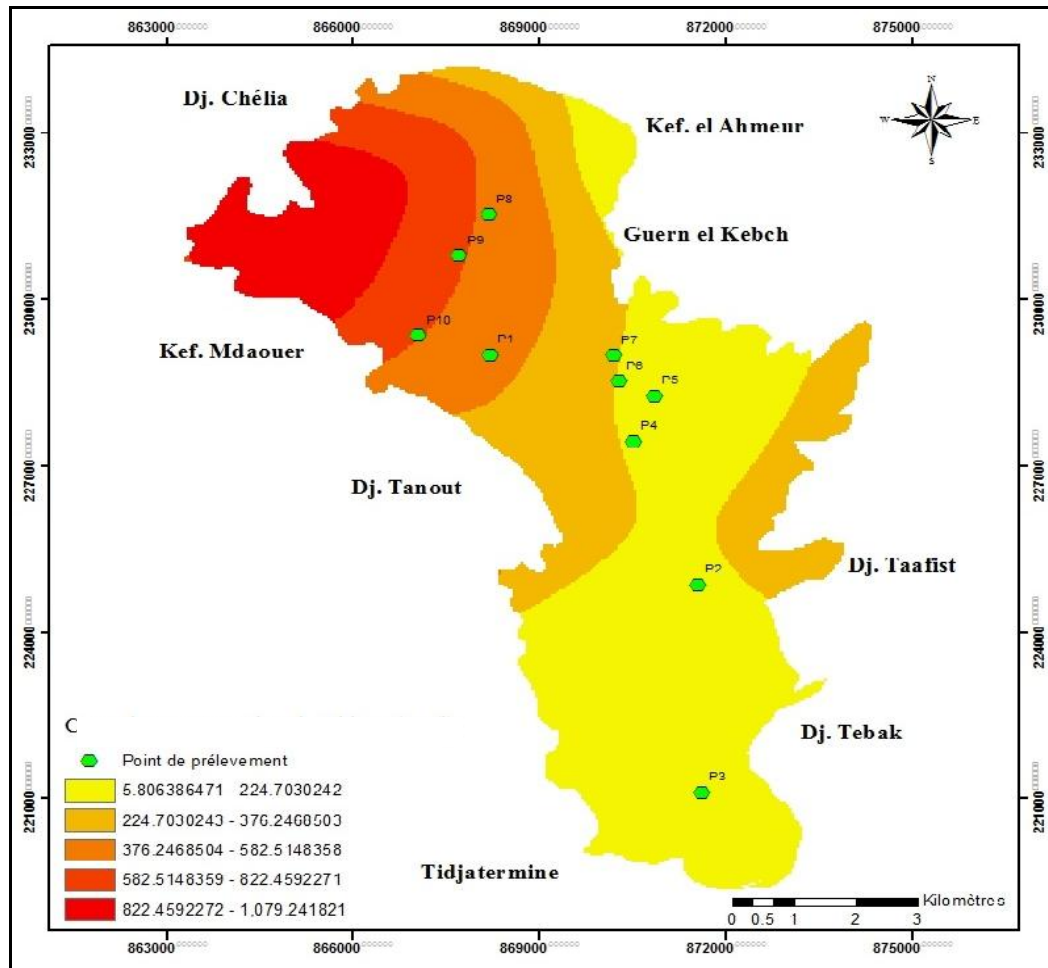 863000 866000 869000 872000 875000
Dj. Chélia
N
W E
S
Kef. el Ahmeur
233000 233000
P8
Guern el Kebch
P9
230000 230000
P10
Kef. Mdaouer
P1
P7
P6
P5
P4
227000 227000
Dj. Tanout
Dj. Taafist
P2
224000 224000
Dj. Tebak
C
Point de prélevement
P3
5.806386471 224.7030242
221000 221000
224.7030243 - 376.2468503
376.2468504 - 582.5148358
Tidjatermine
582.5148359 - 822.4592271
822.4592272 - 1,079.241821
Kilomètres
0 0.5 1 2 3
863000 866000 869000 872000 875000